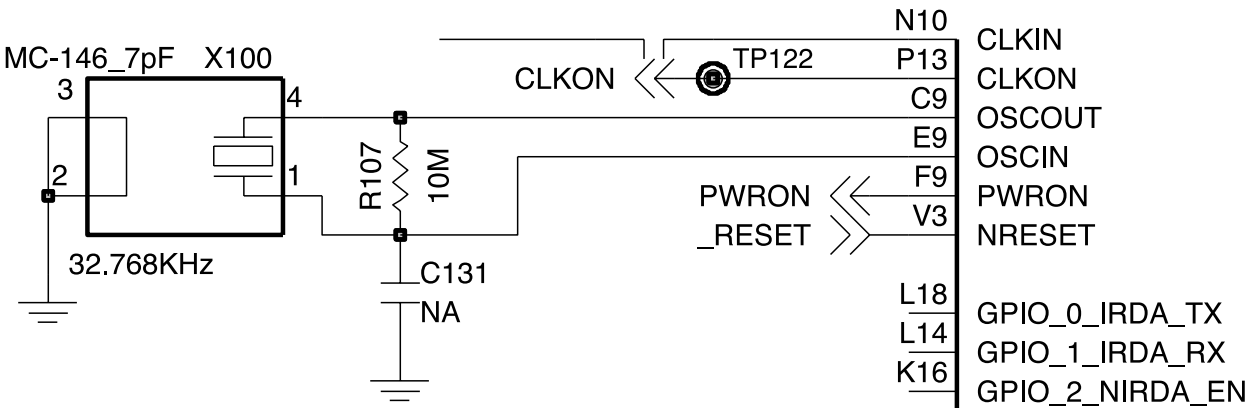 N10
CLKIN
MC-146_7pF X100
TP122
P13
CLKON
CLKON
3
4
C9
OSCOUT
E9
OSCIN
R107
10M
2
1
F9
PWRON
PWRON
V3
_RESET
NRESET
32.768KHz
C131
NA
L18
GPIO_0_IRDA_TX
L14
GPIO_1_IRDA_RX
K16
GPIO_2_NIRDA_EN